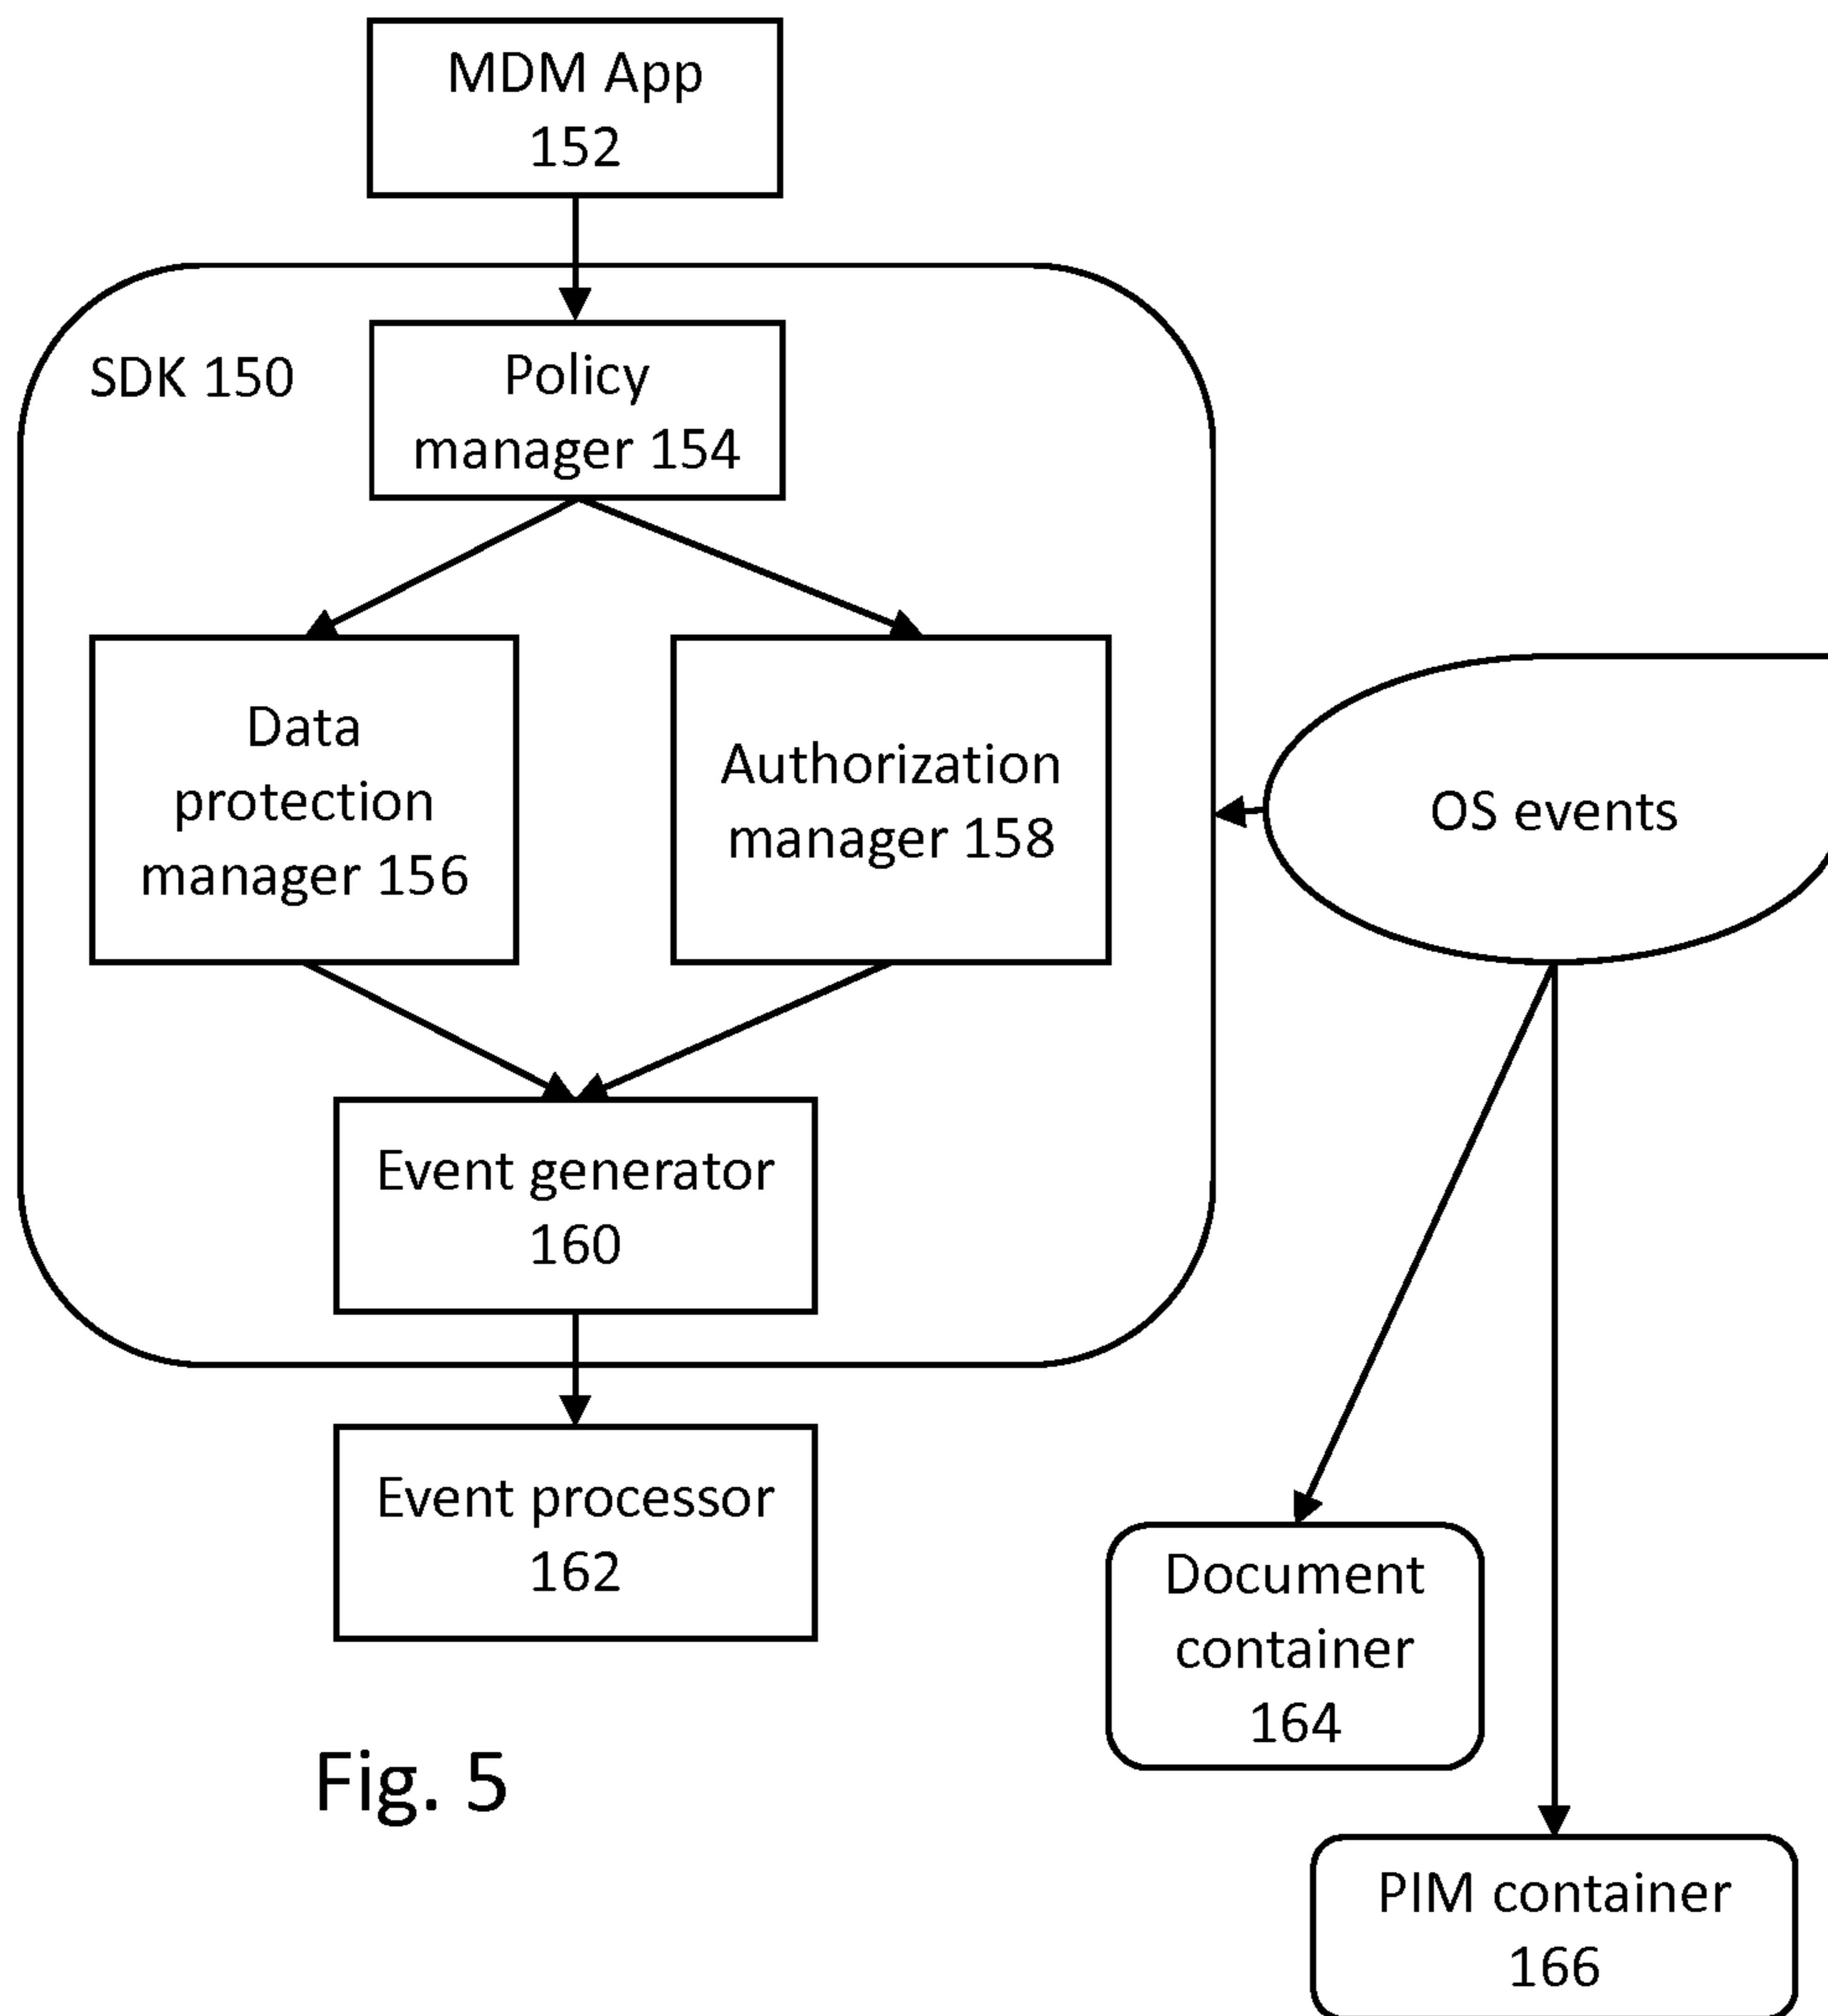 MDM App
152
SDK 150
Policy
manager 154
Data
protection
manager 156
Authorization
manager 158
OS events
Event generator
160
Event processor
162
Document
container
164
Fig. 5
PIM container
166